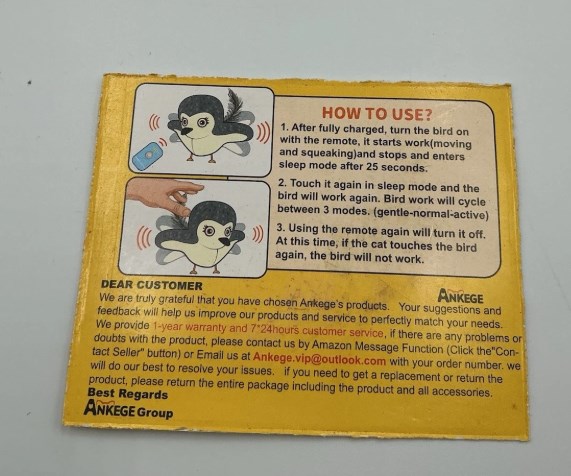 HOW TO USE?
1. After fully charged, turn the bird on
with the remote, it starts work(moving
and squeaking)and stops and enters
sleep mode after 25 seconds.
2. Touch it again in sleep mode and the
bird will work again. Bird work will cycle
between 3 modes. (gentle-normal-active)
3. Using the remote again will turn it off.
At this time, if the cat touches the bird
again, the bird will not work.
DEAR CUSTOMER
ANKEGE
We are truly grateful that you have chosen Ankege's products. Your suggestions and
feedback will help us improve our products and service to perfectly match your needs.
We provide 1-year warranty and 7*24hours customer service, if there are any problems or
doubts with the product, please contact us by Amazon Message Function (Click the"Con-
tact Seller" button) or Email us at Ankege.vip@outlook.com with your order number. we
will do our best to resolve your issues. if you need to get a replacement or return the
product, please return the entire package including the product and all accessories.
Best Regards
ANKEGE Group